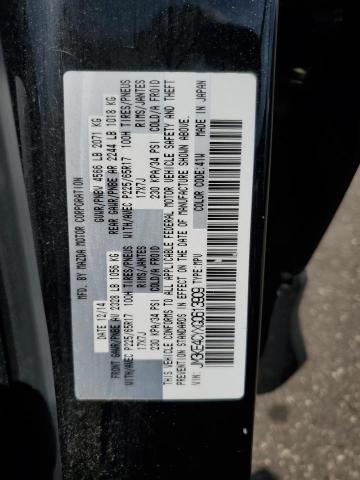 MFD. BY MAZDA MOTOR CORPORATION
12/14 GVWR/PNBV 4566 LB 2071 KG
FRONT GAWR/PNBE AV 2328 LB 1056 KG REAR GAWR/PNBE AR 2244 LB 1018 KG
WITH/AVEC P225/65R17 100H TIRES/PNEUS WITH/AVEC P225/65R17 100H TIRES/PNEUS
17X7J RIMS/JANTES 17X7J RIMS/JANTES
230 KPA/34 PSI COLD/A FROID 230 KPA/34 PSI COLD/A FROID
THIS VEHICLE CONFORMS TO ALL APPLICABLE FEDERAL MOTOR VEHICLE SAFETY AND THEFT
PREVENTION STANDARDS IN EFFECT ON THE DATE OF MANUFACTURE SHOWN ABOVE.
VIN: TYPE:MPV MADE IN JAPAN
COLOR CODE:41W